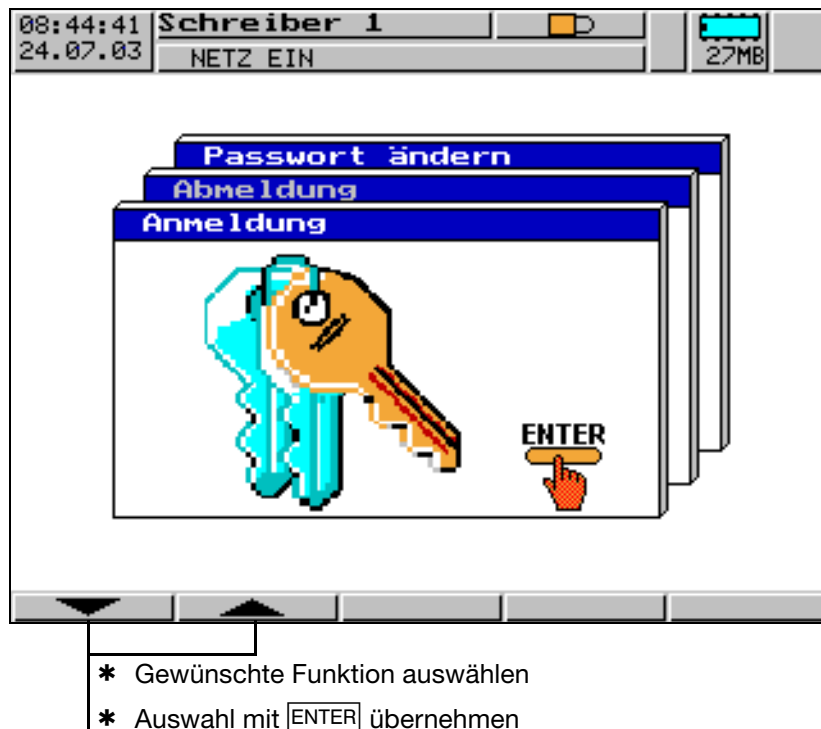 08:44:41 Schreiber 1
24.07.03 NETZ EIN 27MB
Passwort ändern
Abmeldung
Anmeldung
ENTER
✱ Gewünschte Funktion auswählen
✱ Auswahl mit ENTER übernehmen